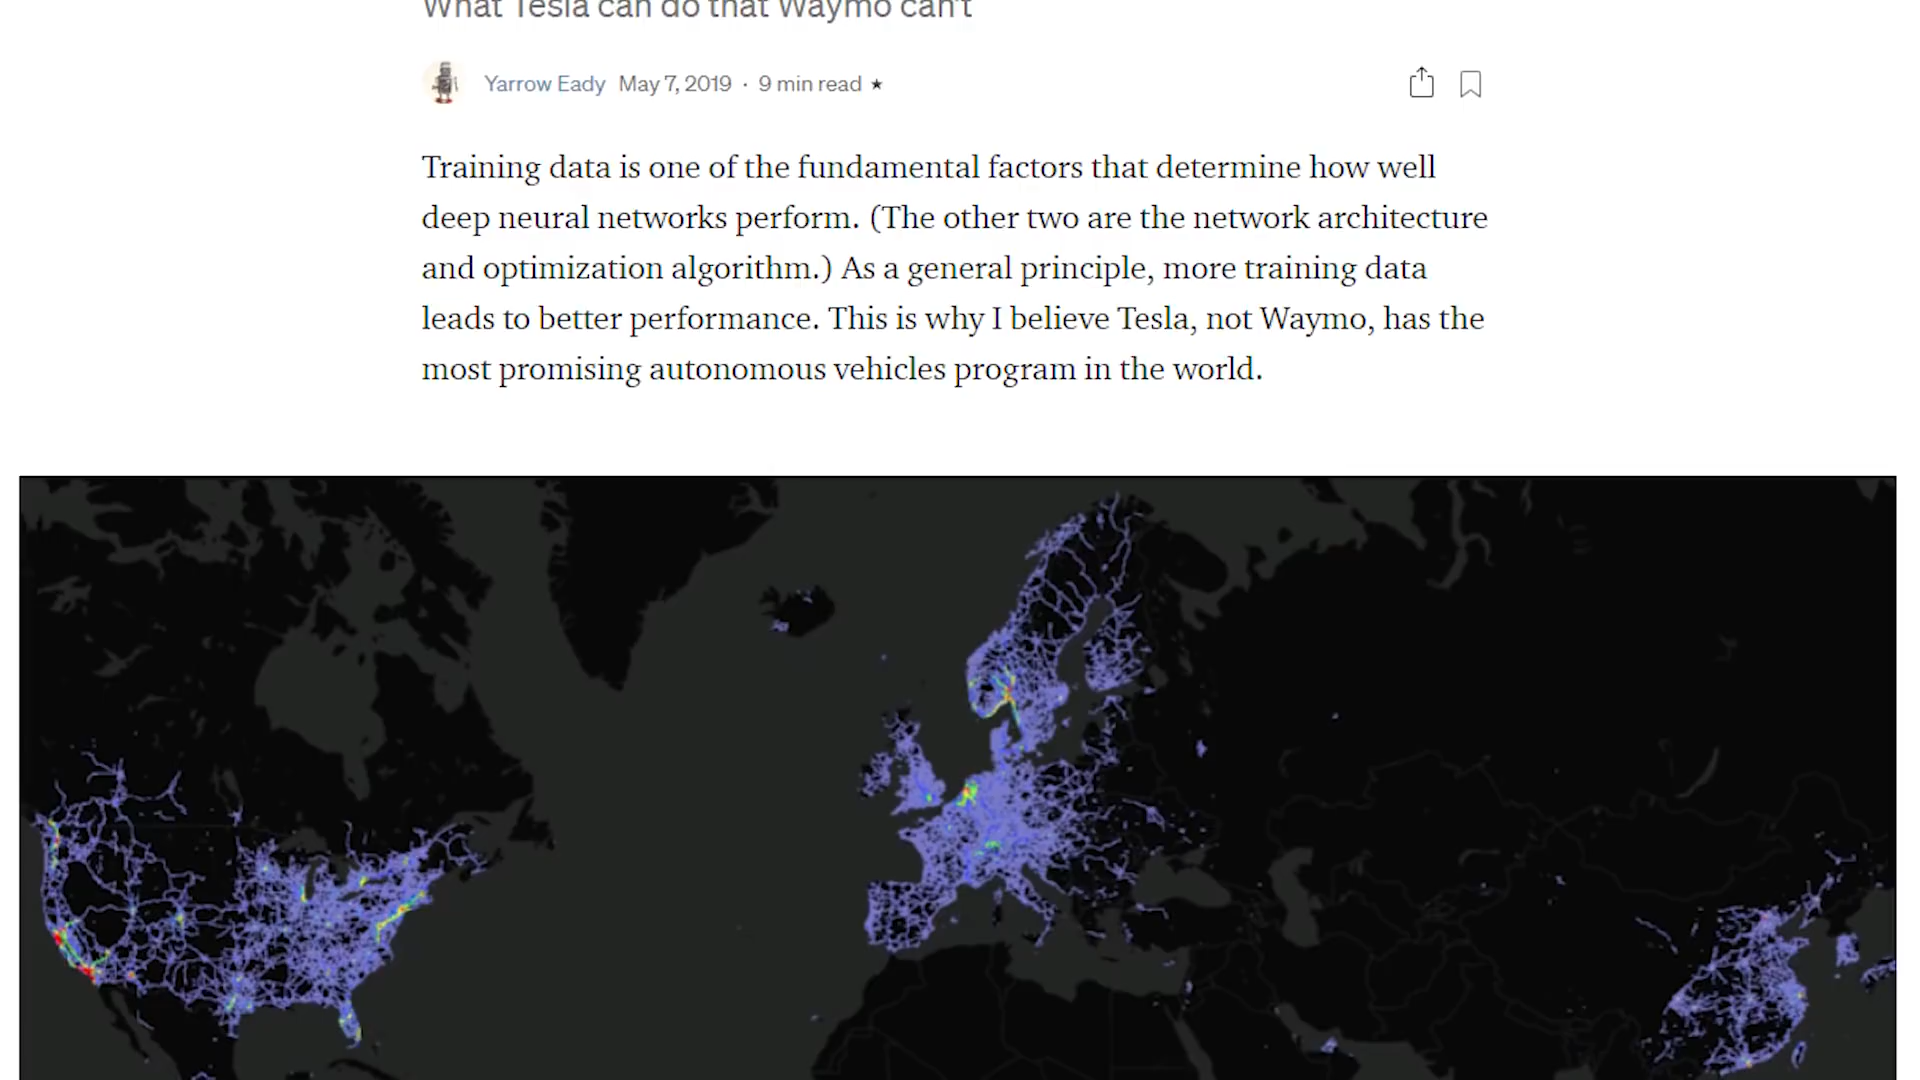 What Tesla can do that Waymo can't
Yarrow Eady May 7, 2019 · 9 min read ★
Training data is one of the fundamental factors that determine how well
deep neural networks perform. (The other two are the network architecture
and optimization algorithm.) As a general principle, more training data
leads to better performance. This is why I believe Tesla, not Waymo, has the
most promising autonomous vehicles program in the world.